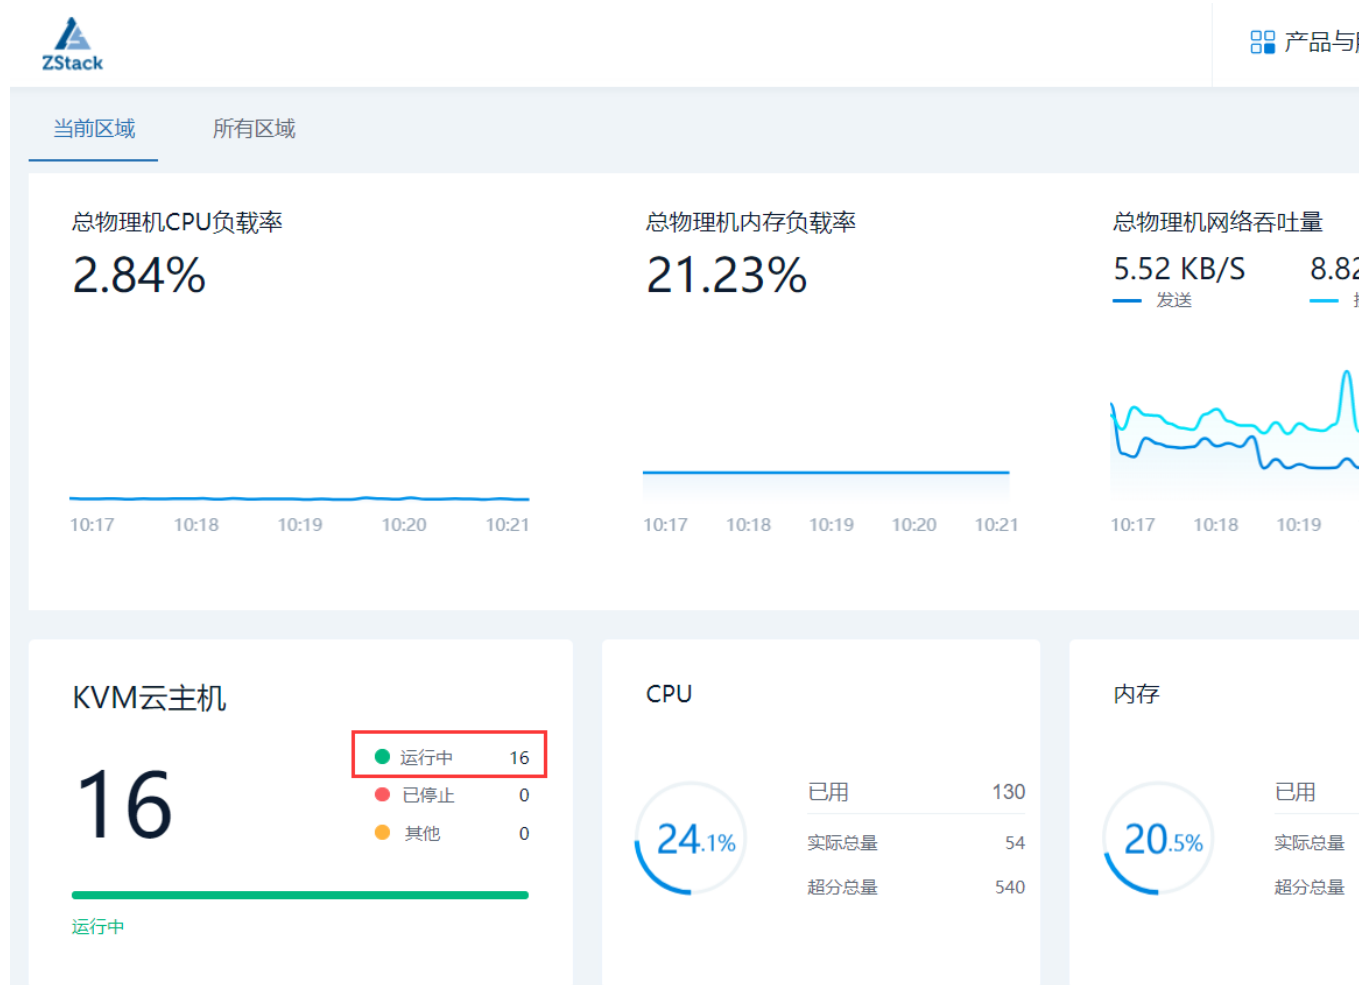 ZStack
产品与
当前区域
所有区域
总物理机CPU负载率
2.84%
10:17 10:18 10:19 10:20 10:21
总物理机内存负载率
21.23%
10:17 10:18 10:19 10:20 10:21
总物理机网络吞吐量
5.52 KB/S 8.82
发送
10:17 10:18 10:19
KVM云主机
16
运行中 16
已停止 0
其他 0
运行中
CPU
24.1%
已用 130
实际总量 54
超分总量 540
内存
20.5%
已用
实际总量
超分总量